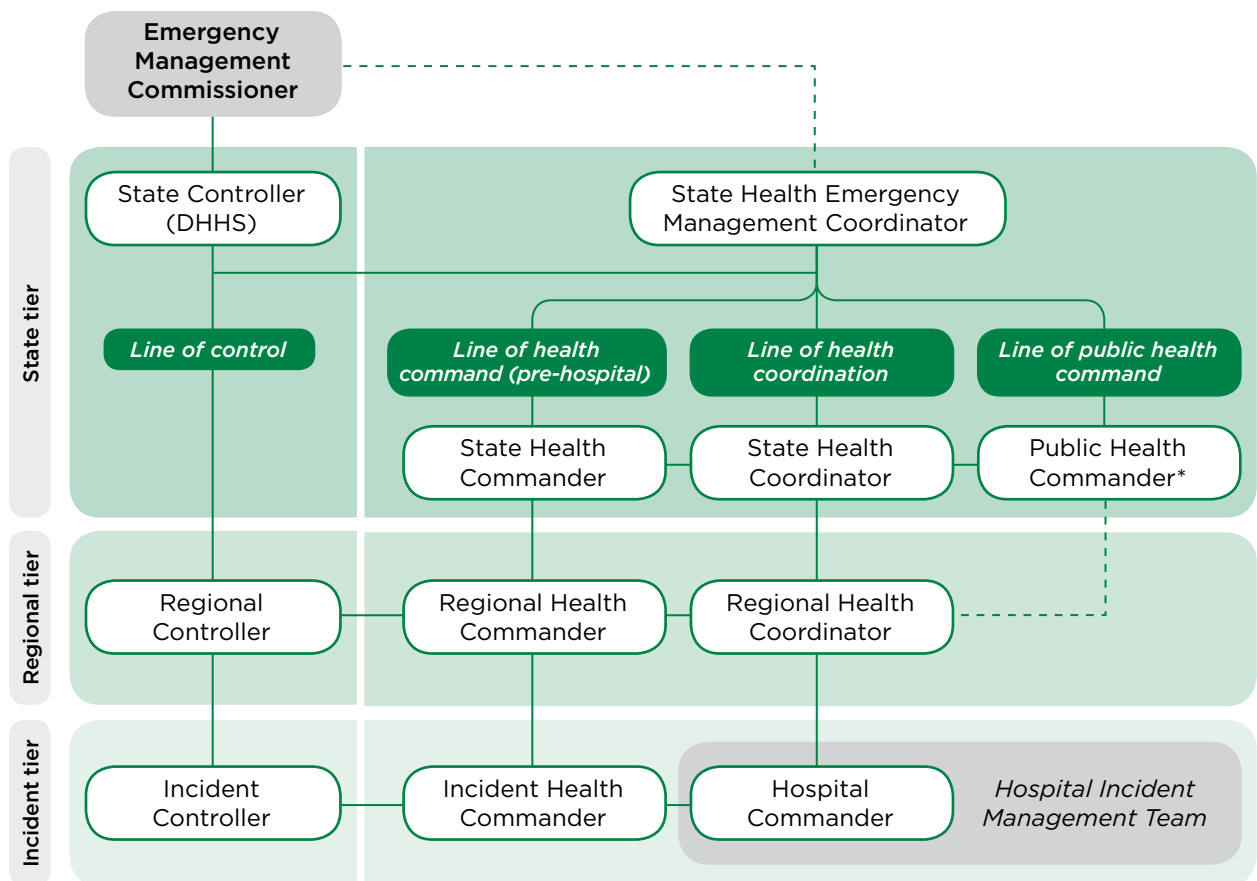 Emergency
Management
Commissioner
State tier
State Controller
(DHHS)
State Health Emergency
Management Coordinator
Line of control
Line of health
command (pre-hospital)
Line of health
coordination
Line of public health
command
State Health
Commander
State Health
Coordinator
Public Health
Commander*
Regional tier
Regional
Controller
Regional Health
Commander
Regional Health
Coordinator
Incident tier
Incident
Controller
Incident Health
Commander
Hospital
Commander
Hospital Incident
Management Team